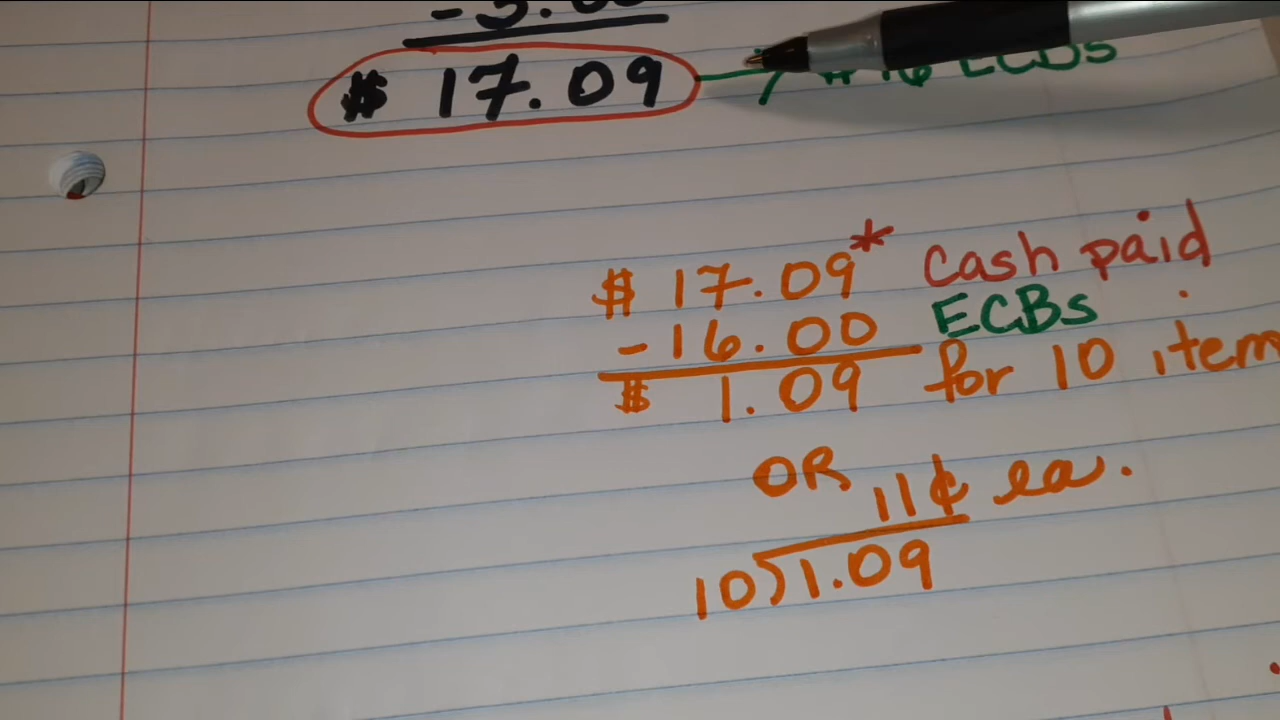 $ 17.09
$ 17.09* Cash paid
-16.00 ECBs
$ 1.09 for 10 item
OR
11¢ ea.
10)1.09